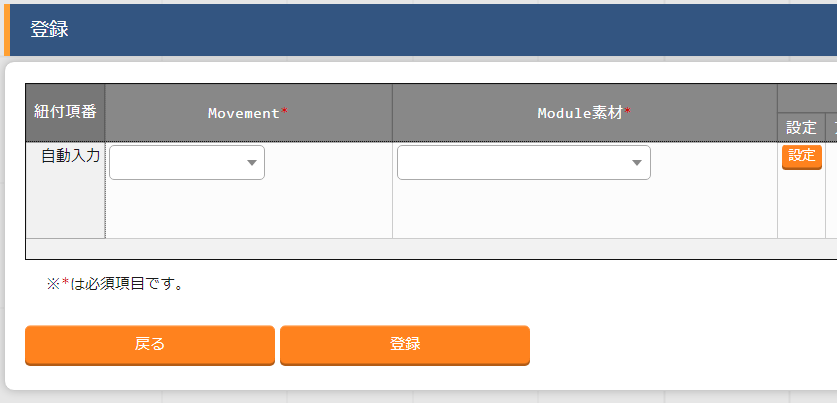 登録
紐付項番 Movement* Module素材*
設定
自動入力 設定
※*は必須項目です。
戻る 登録